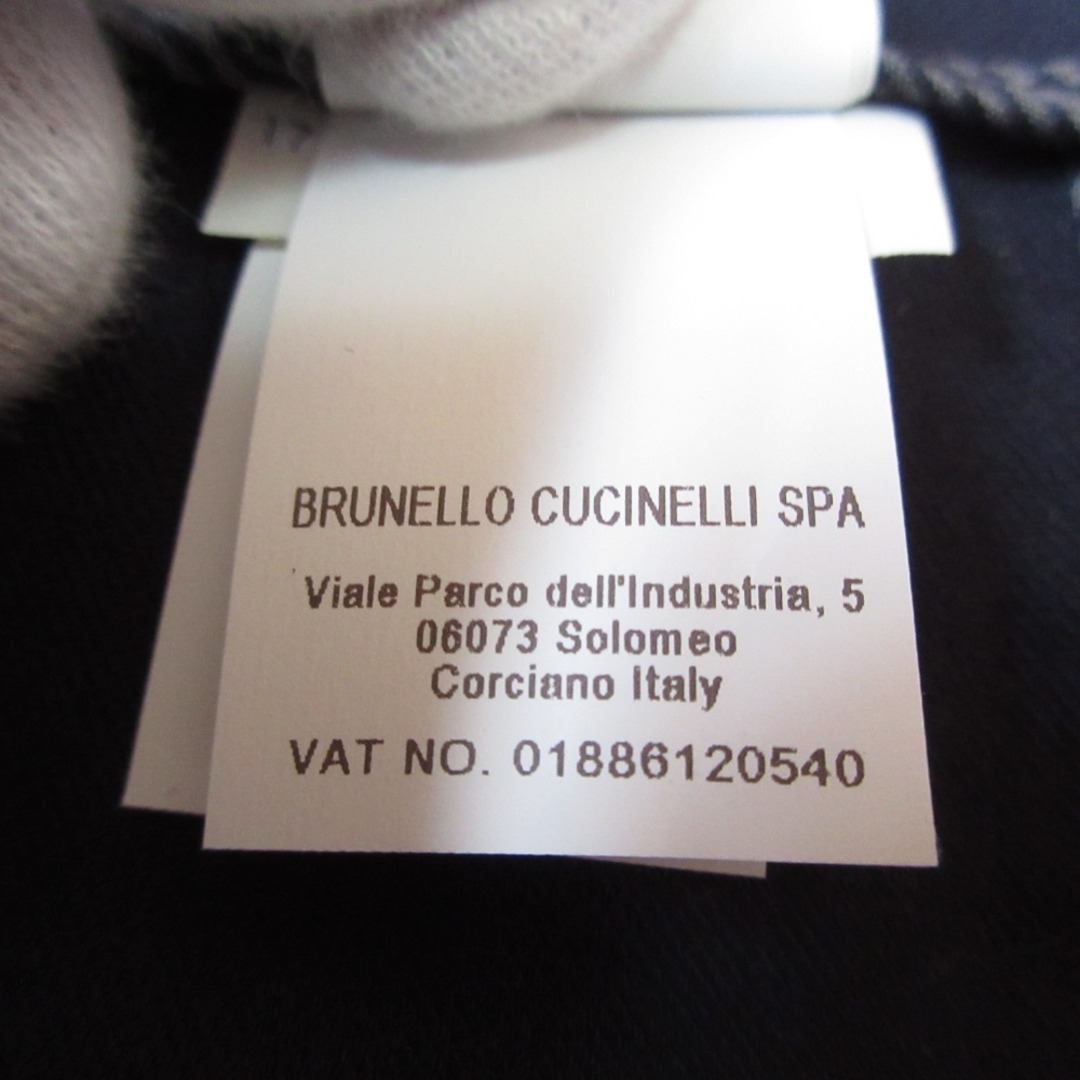 BRUNELLO CUCINELLI SPA
Viale Parco dell'Industria, 5
06073 Solomeo
Corciano Italy
VAT NO. 01886120540